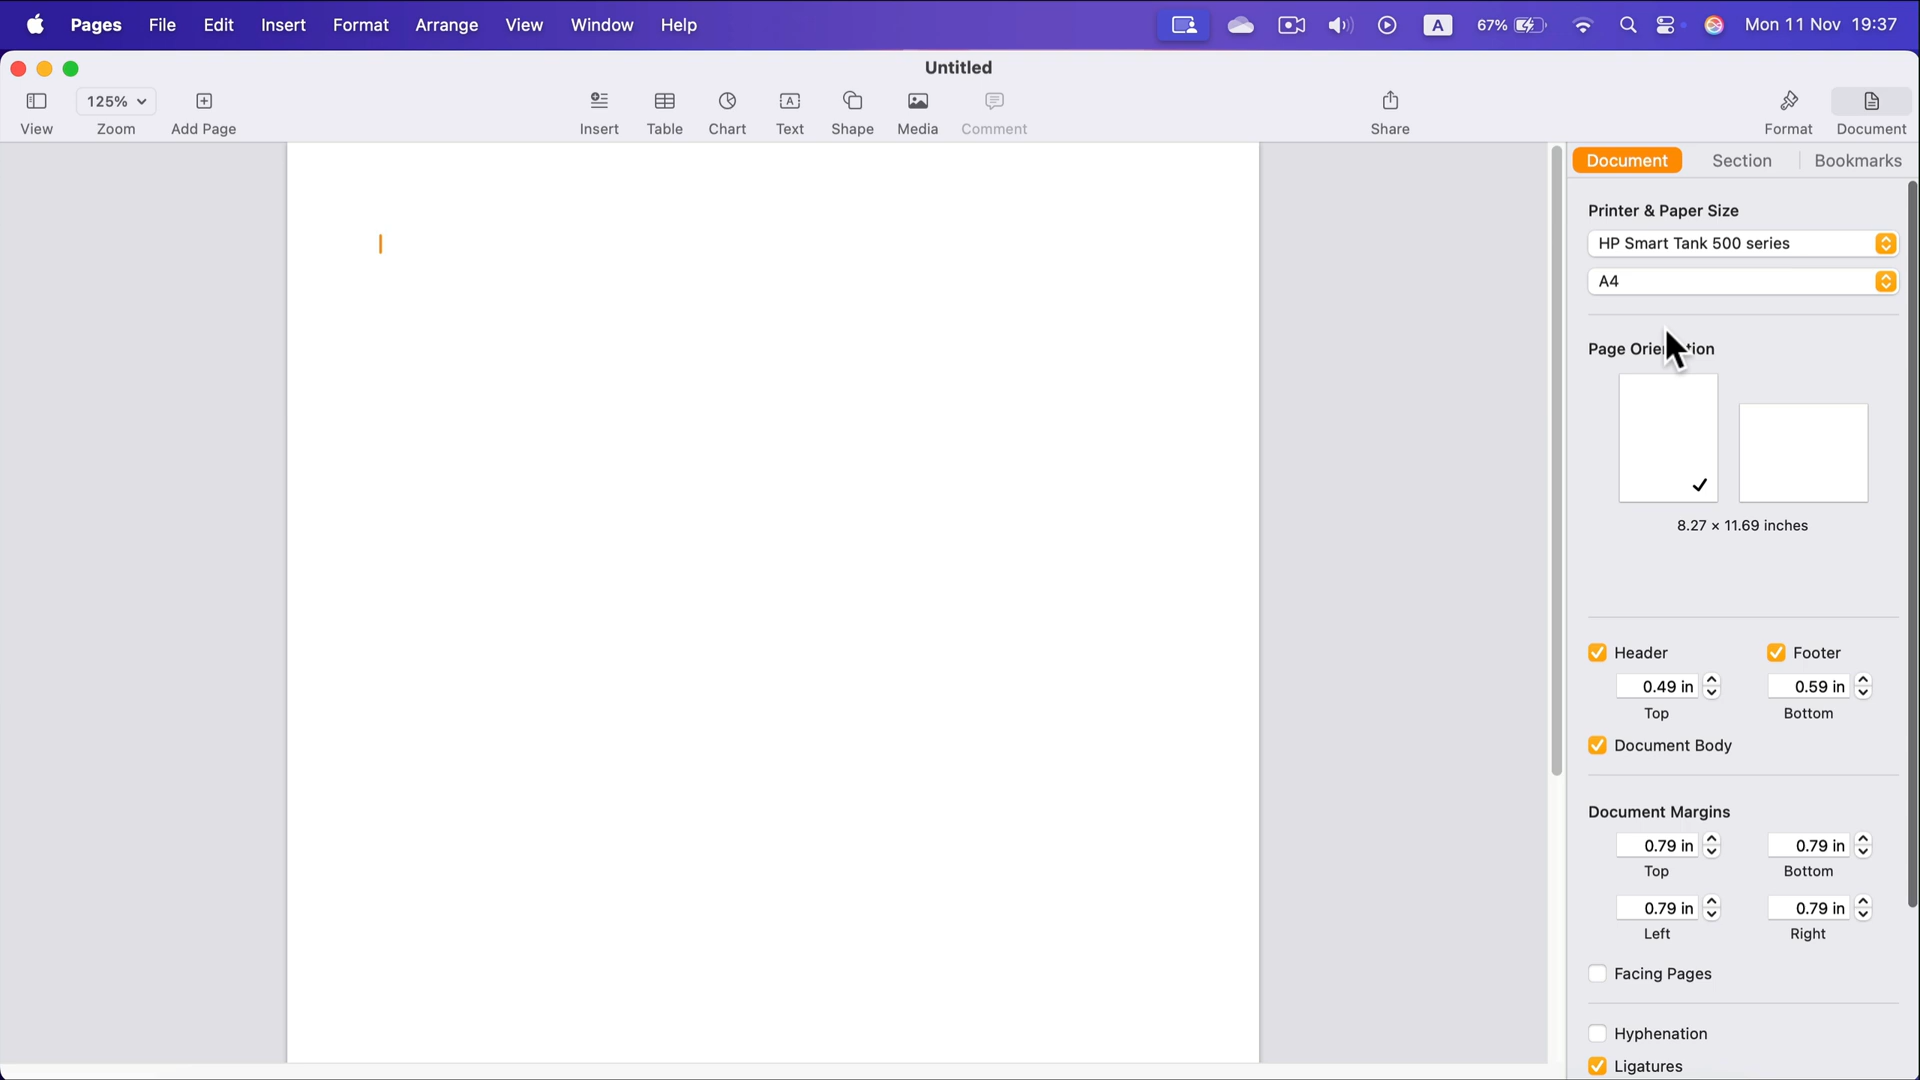 Pages File Edit Insert Format Arrange View Window Help A 67% Mon 11 Nov 19:37
Untitled
125%
View Zoom Add Page Insert Table Chart Text Shape Media Comment Share Format Document
Document Section Bookmarks
Printer & Paper Size
HP Smart Tank 500 series
A4
Page Orie tion
8.27 × 11.69 inches
Header Footer
0.49 in 0.59 in
Top Bottom
Document Body
Document Margins
0.79 in 0.79 in
Top Bottom
0.79 in 0.79 in
Left Right
Facing Pages
Hyphenation
Ligatures